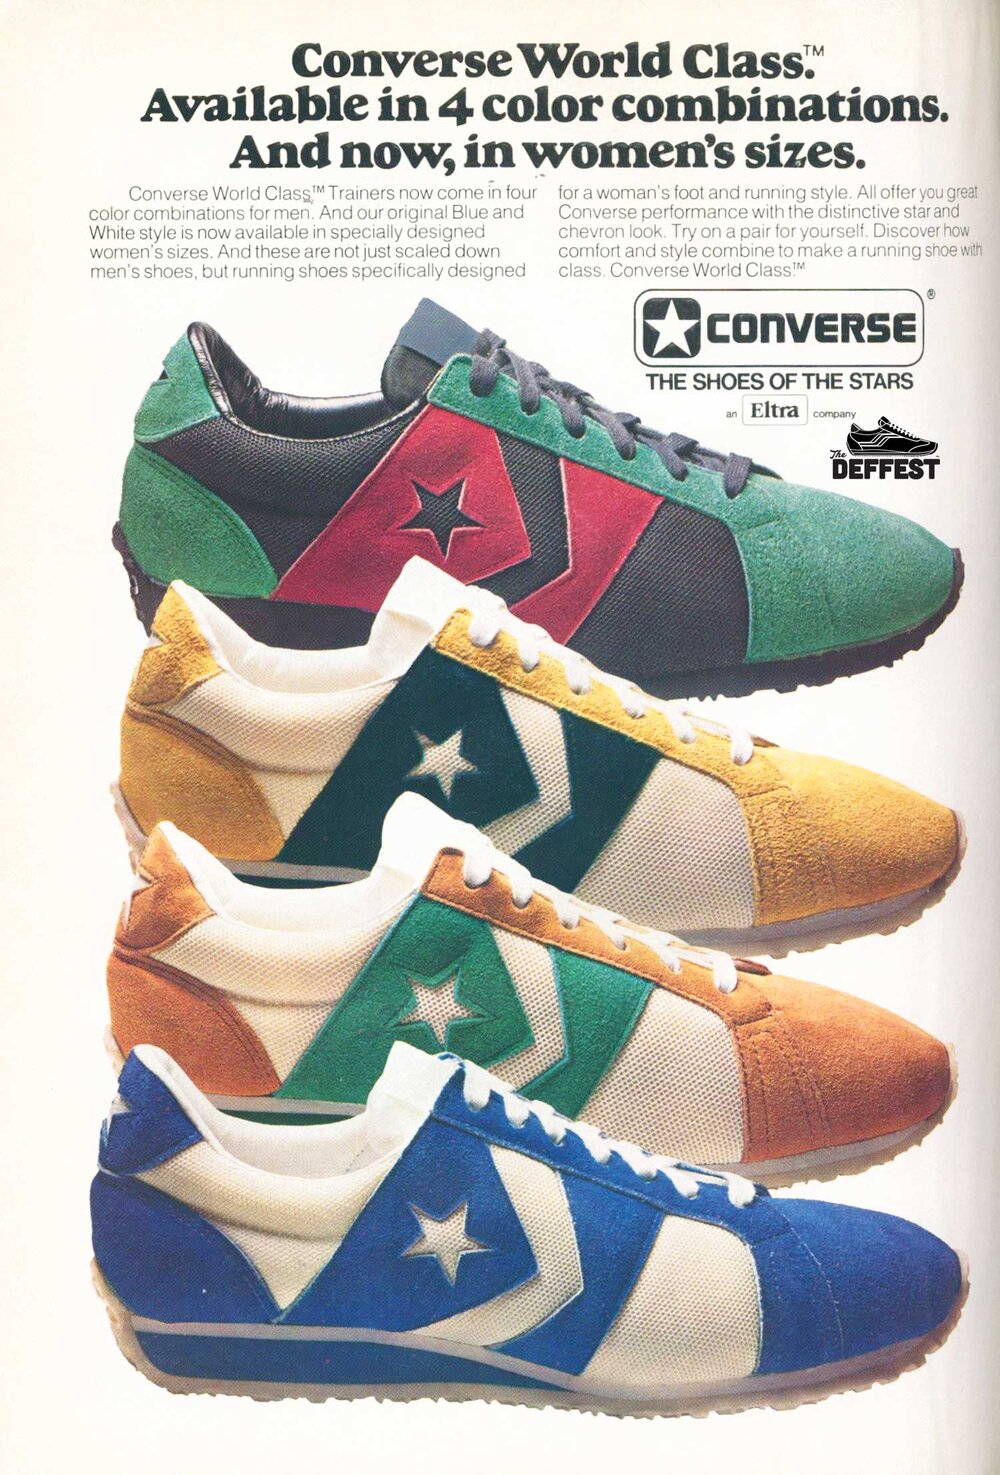 Converse World Class.™
Available in 4 color combinations.
And now, in women's sizes.
Converse World Class™ Trainers now come in four
color combinations for men. And our original Blue and
White style is now available in specially designed
women's sizes. And these are not just scaled down
men's shoes, but running shoes specifically designed
for a woman's foot and running style. All offer you great
Converse performance with the distinctive star and
chevron look. Try on a pair for yourself. Discover how
comfort and style combine to make a running shoe with
class. Converse World Class.™
CONVERSE®
THE SHOES OF THE STARS
an Eltra company
The
DEFFEST